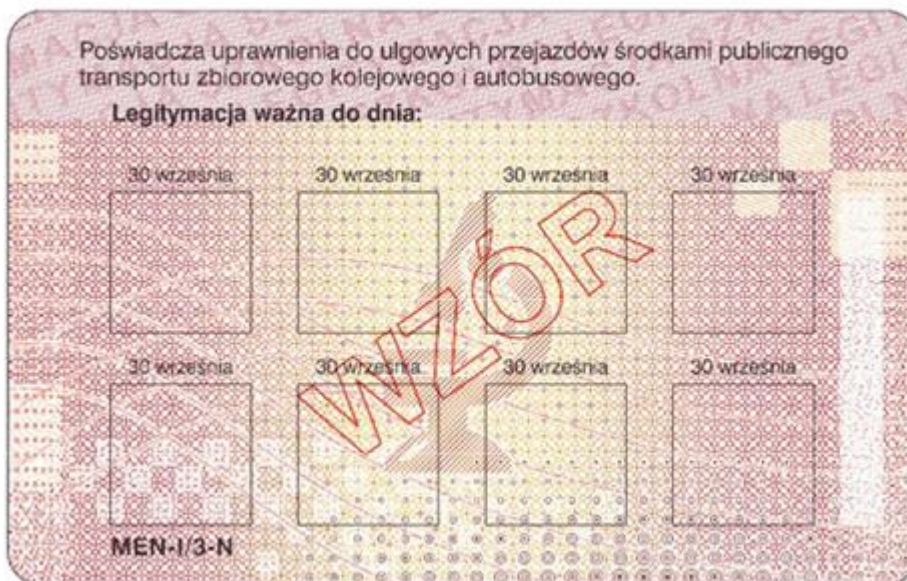 Poświadcza uprawnienia do ulgowych przejazdów środkami publicznego
transportu zbiorowego kolejowego i autobusowego.
Legitymacja ważna do dnia:
30 września 30 września 30 września 30 września
WZÓR
30 września 30 września 30 września 30 września
MEN-I/3-N